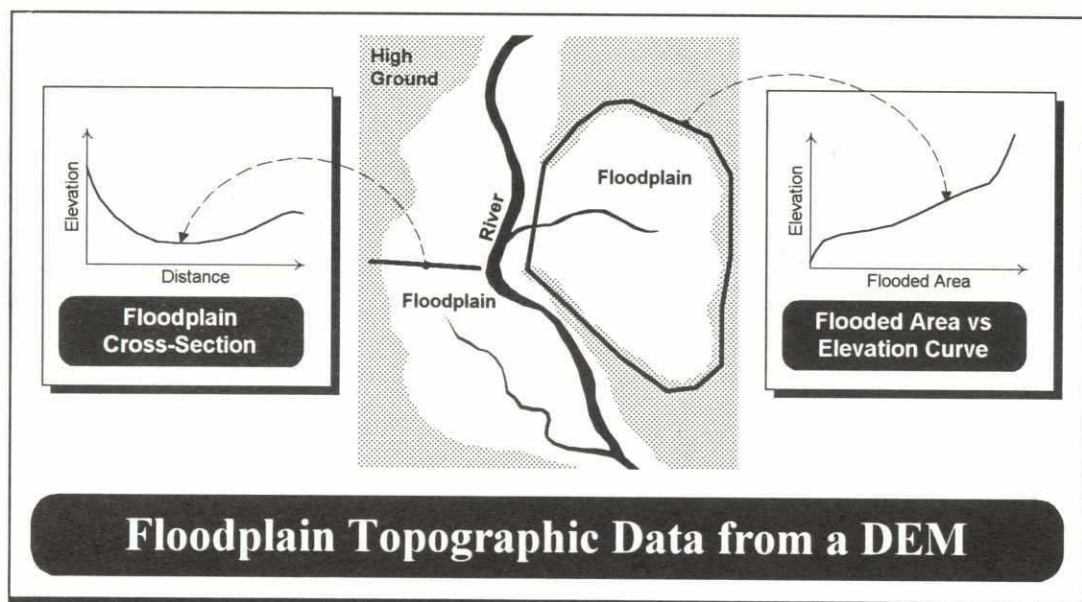 High
Ground
Elevation
Distance
Floodplain
Cross-Section
River
Floodplain
Floodplain
Elevation
Flooded Area
Flooded Area vs
Elevation Curve
Floodplain Topographic Data from a DEM